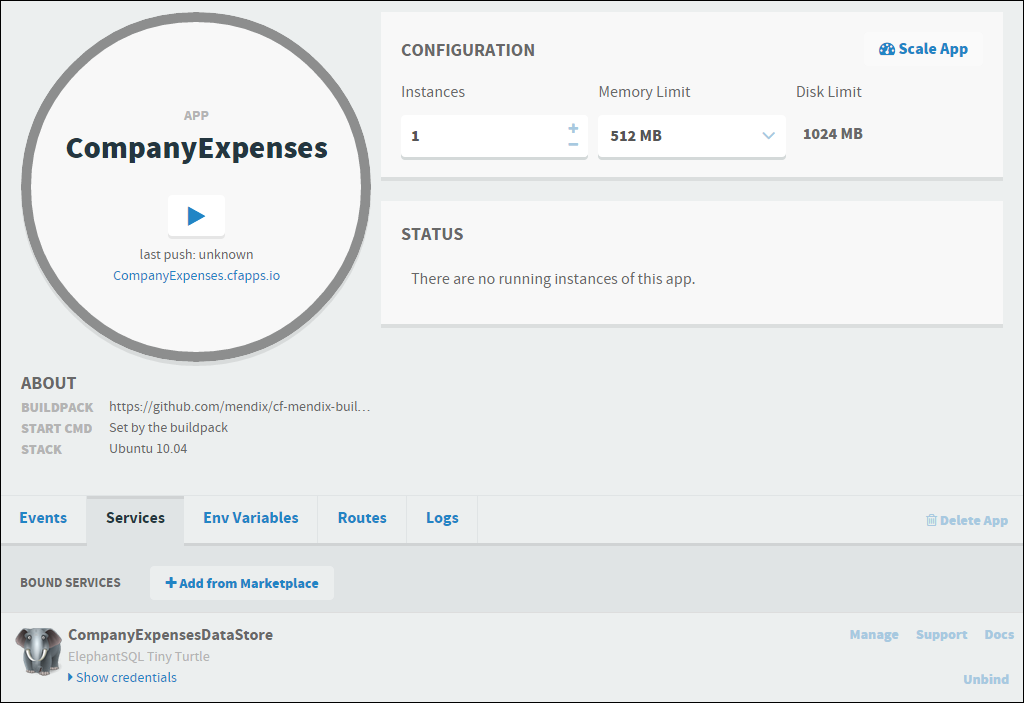 APP
CompanyExpenses
last push: unknown
CompanyExpenses.cfapps.io
CONFIGURATION
Scale App
Instances Memory Limit Disk Limit
1 512 MB 1024 MB
STATUS
There are no running instances of this app.
ABOUT
BUILDPACK https://github.com/mendix/cf-mendix-buil…
START CMD Set by the buildpack
STACK Ubuntu 10.04
Events Services Env Variables Routes Logs Delete App
BOUND SERVICES Add from Marketplace
CompanyExpensesDataStore Manage Support Docs
ElephantSQL Tiny Turtle
Show credentials Unbind